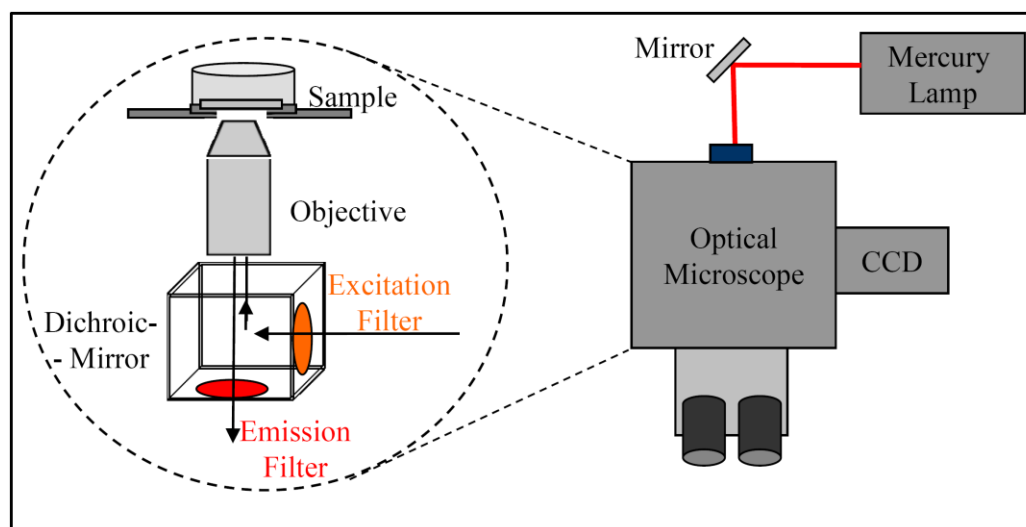 Sample
Objective
Excitation
Filter
Dichroic-
- Mirror
Emission
Filter
Mirror
Mercury
Lamp
Optical
Microscope
CCD